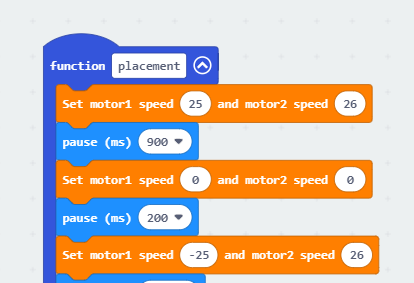 function placement
Set motor1 speed 25 and motor2 speed 26
pause (ms) 900
Set motor1 speed 0 and motor2 speed 0
pause (ms) 200
Set motor1 speed -25 and motor2 speed 26